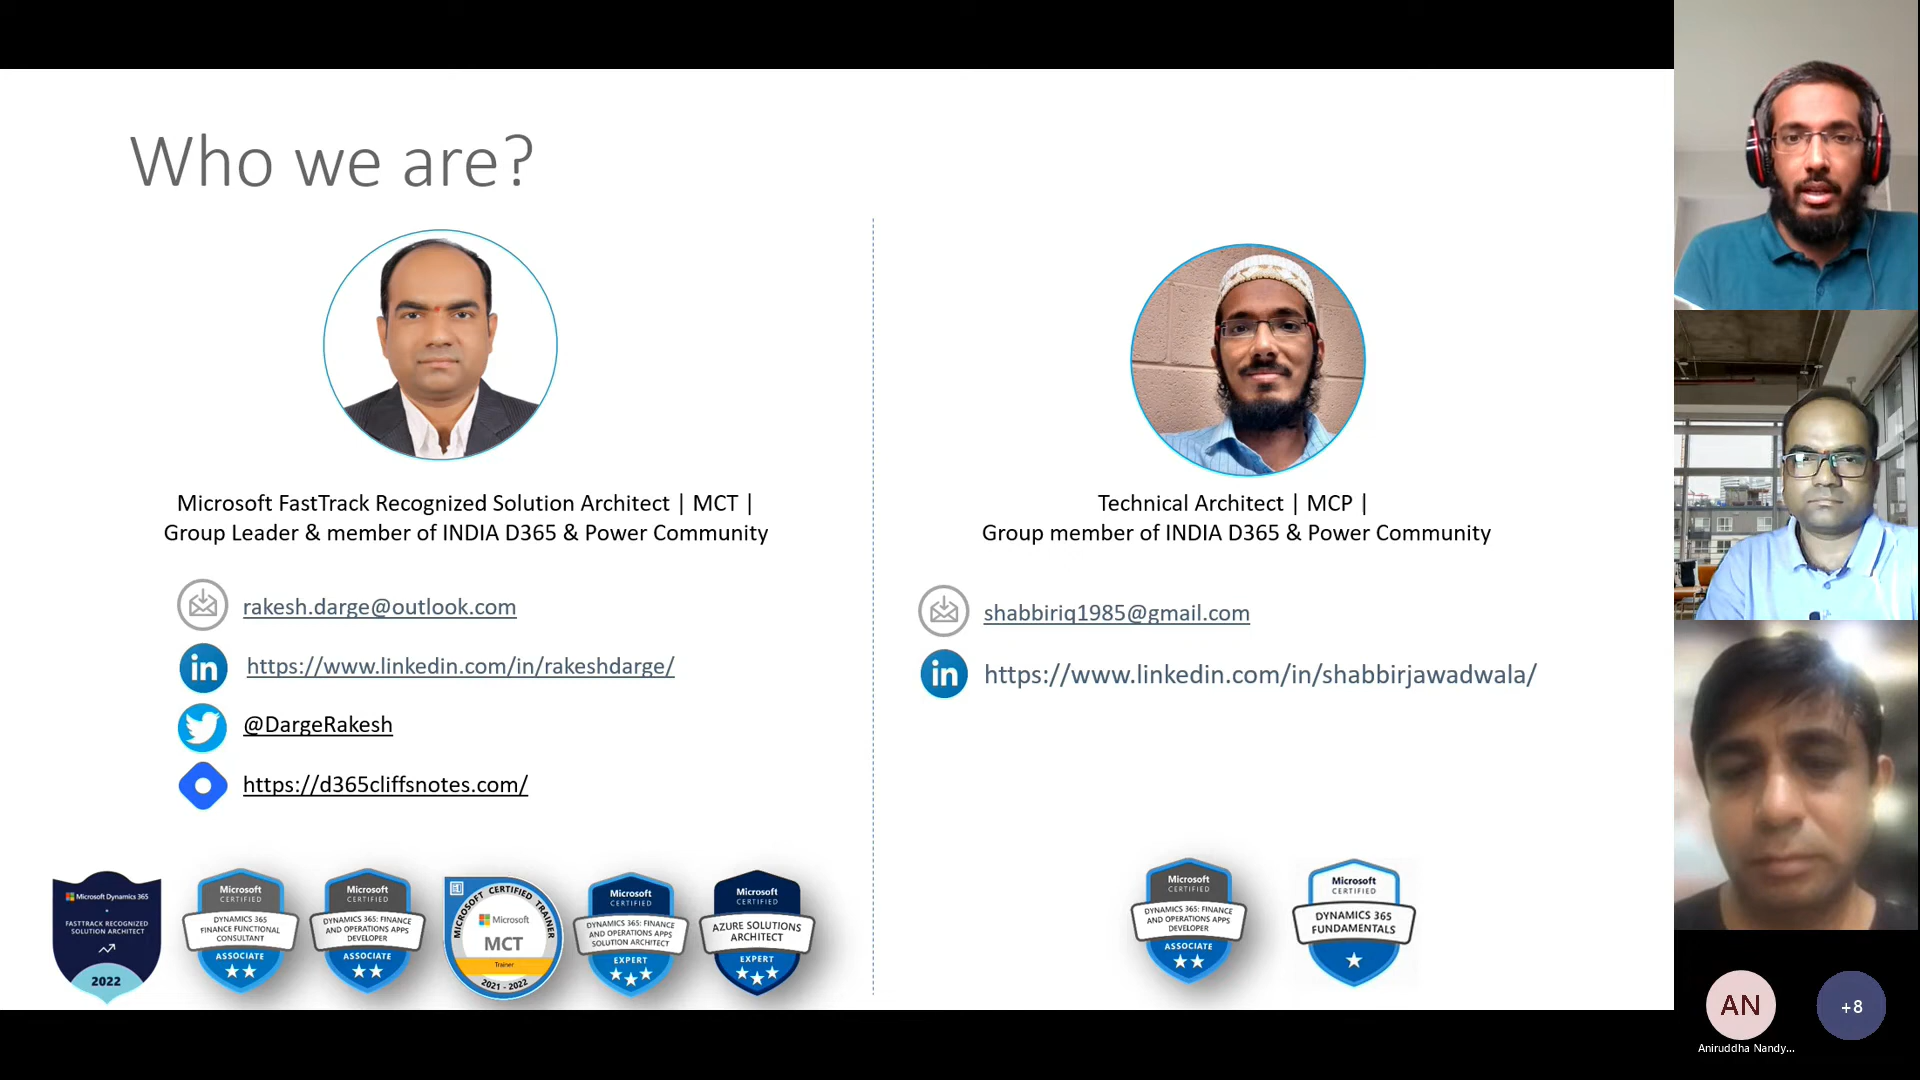 Who we are?
Microsoft FastTrack Recognized Solution Architect | MCT |
Group Leader & member of INDIA D365 & Power Community
rakesh.darge@outlook.com
in
https://www.linkedin.com/in/rakeshdarge/
@DargeRakesh
https://d365cliffsnotes.com/
Microsoft Dynamics 365
FASTTRACK RECOGNIZED
SOLUTION ARCHITECT
2022
Microsoft
CERTIFIED
DYNAMICS 365
FINANCE FUNCTIONAL
CONSULTANT
ASSOCIATE
Microsoft
CERTIFIED
DYNAMICS 365: FINANCE
AND OPERATIONS APPS
DEVELOPER
ASSOCIATE
MICROSOFT CERTIFIED TRAINER
Microsoft
MCT
Trainer
2021 - 2022
Microsoft
CERTIFIED
DYNAMICS 365: FINANCE
AND OPERATIONS APPS
SOLUTION ARCHITECT
EXPERT
Microsoft
CERTIFIED
AZURE SOLUTIONS
ARCHITECT
EXPERT
Technical Architect | MCP |
Group member of INDIA D365 & Power Community
shabbiriq1985@gmail.com
in
https://www.linkedin.com/in/shabbirjawadwala/
Microsoft
CERTIFIED
DYNAMICS 365: FINANCE
AND OPERATIONS APPS
DEVELOPER
ASSOCIATE
Microsoft
CERTIFIED
DYNAMICS 365
FUNDAMENTALS
AN
Aniruddha Nandy...
+8